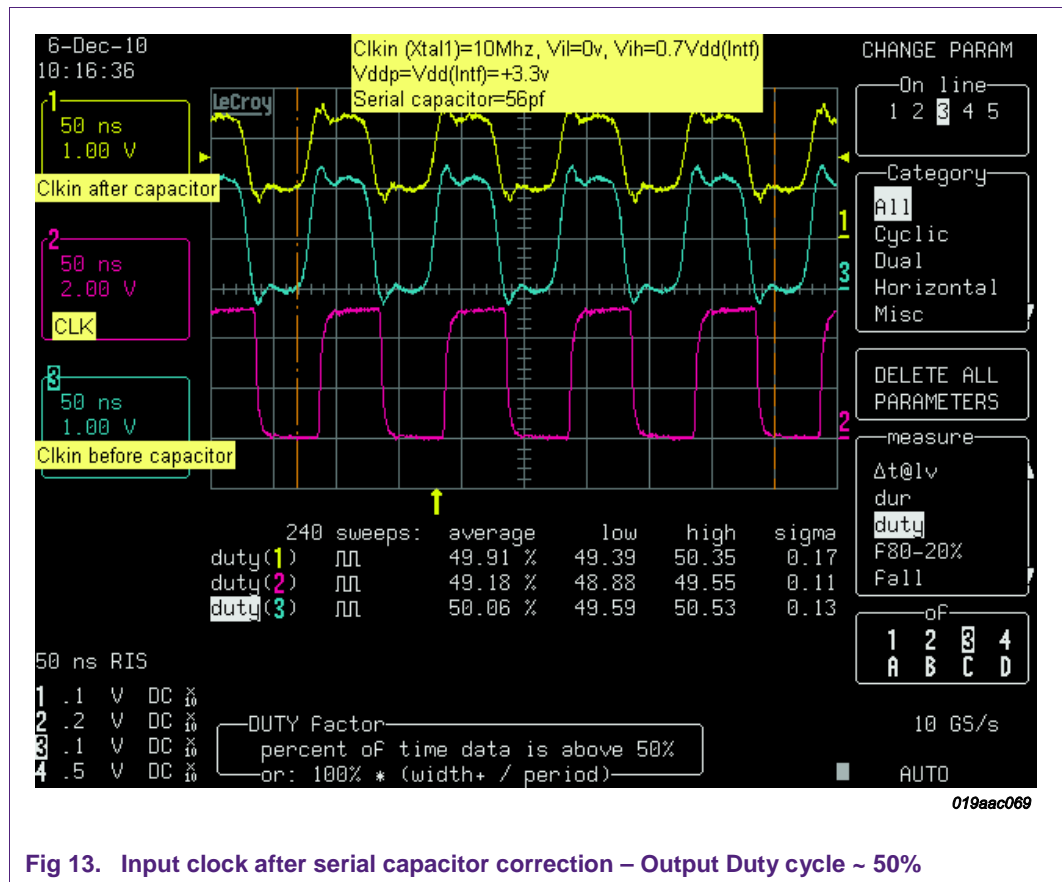 6-Dec-10
10:16:36
Clkin (Xtal1)=10Mhz, Vil=0v, Vih=0.7Vdd(Intf)
Vddp=Vdd(Intf)=+3.3v
Serial capacitor=56pf
CHANGE PARAM
On line
1 2 3 4 5
1
50 ns
1.00 V
Clkin after capacitor
LeCroy
Category
All
Cyclic
Dual
Horizontal
Misc
2
50 ns
2.00 V
CLK
1
3
2
DELETE ALL
PARAMETERS
3
50 ns
1.00 V
Clkin before capacitor
measure
Δt@lv
dur
duty
F80-20%
Fall
240 sweeps: average low high sigma
duty(1) 49.91 % 49.39 50.35 0.17
duty(2) 49.18 % 48.88 49.55 0.11
duty(3) 50.06 % 49.59 50.53 0.13
of
1 2 3 4
A B C D
50 ns RIS
1 .1 V DC X10
2 .2 V DC X10
3 .1 V DC X10
4 .5 V DC X10
DUTY Factor
percent of time data is above 50%
or: 100% * (width+ / period)
10 GS/s
AUTO
019aac069
Fig 13. Input clock after serial capacitor correction – Output Duty cycle ~ 50%